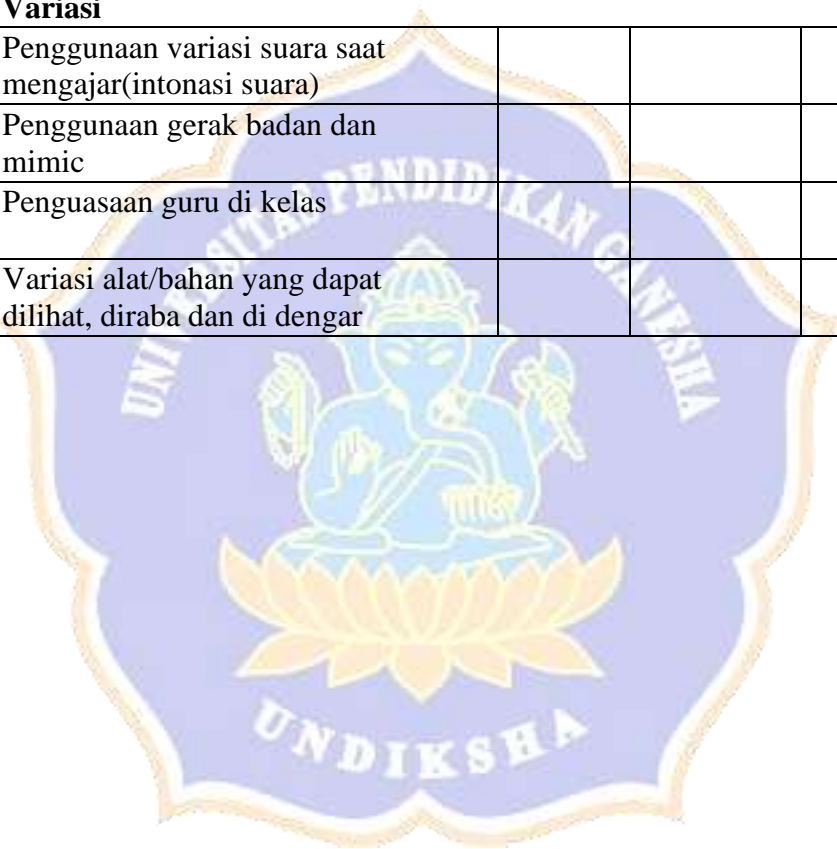 Variasi
Penggunaan variasi suara saat
mengajar(intonasi suara)
Penggunaan gerak badan dan
mimic
Penguasaan guru di kelas
Variasi alat/bahan yang dapat
dilihat, diraba dan di dengar
UNIVERSITAS PENDIDIKAN GANESHA
UNDIKSHA